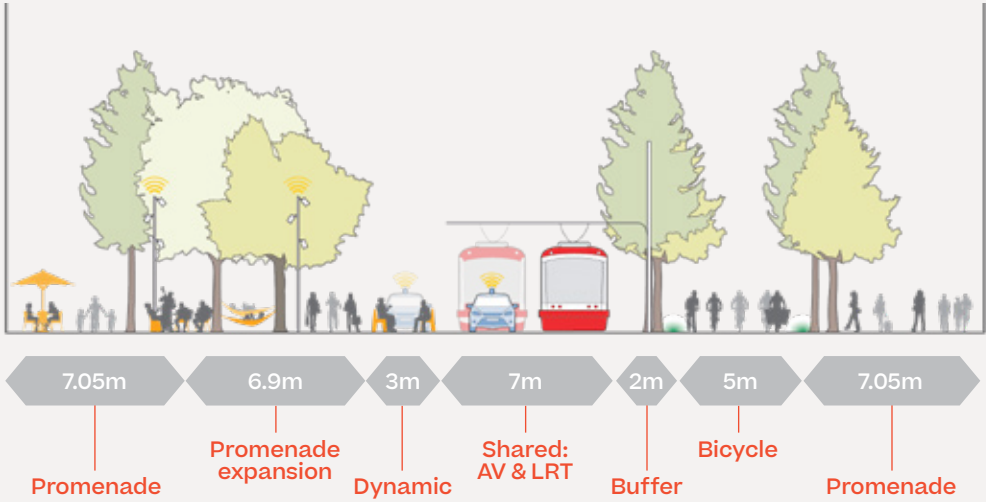 7.05m
6.9m
3m
7m
2m
5m
7.05m
Promenade
Promenade
expansion
Dynamic
Shared:
AV & LRT
Buffer
Bicycle
Promenade